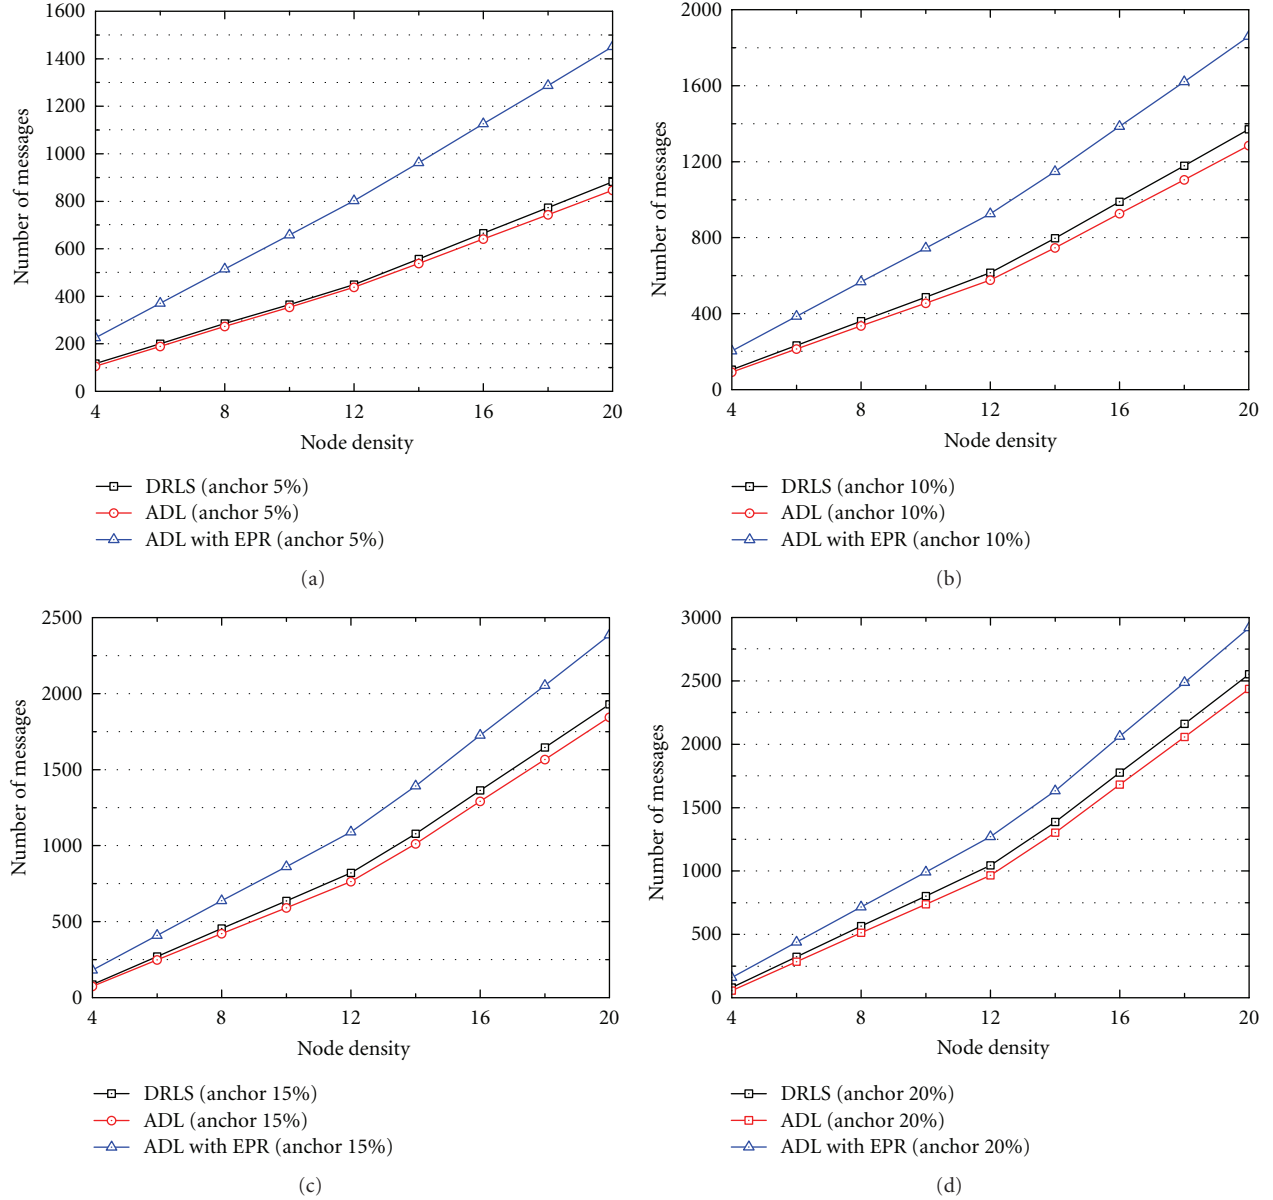 1600
1500
1400
1200
1000
800
600
400
200
0
Number of messages
4
8
12
16
20
Node density
DRLS (anchor 5%)
ADL (anchor 5%)
ADL with EPR (anchor 5%)
(a)
2000
1600
1200
800
400
0
Number of messages
4
8
12
16
20
Node density
DRLS (anchor 10%)
ADL (anchor 10%)
ADL with EPR (anchor 10%)
(b)
2500
2000
1500
1000
500
0
Number of messages
4
8
12
16
20
Node density
DRLS (anchor 15%)
ADL (anchor 15%)
ADL with EPR (anchor 15%)
(c)
3000
2500
2000
1500
1000
500
0
Number of messages
4
8
12
16
20
Node density
DRLS (anchor 20%)
ADL (anchor 20%)
ADL with EPR (anchor 20%)
(d)